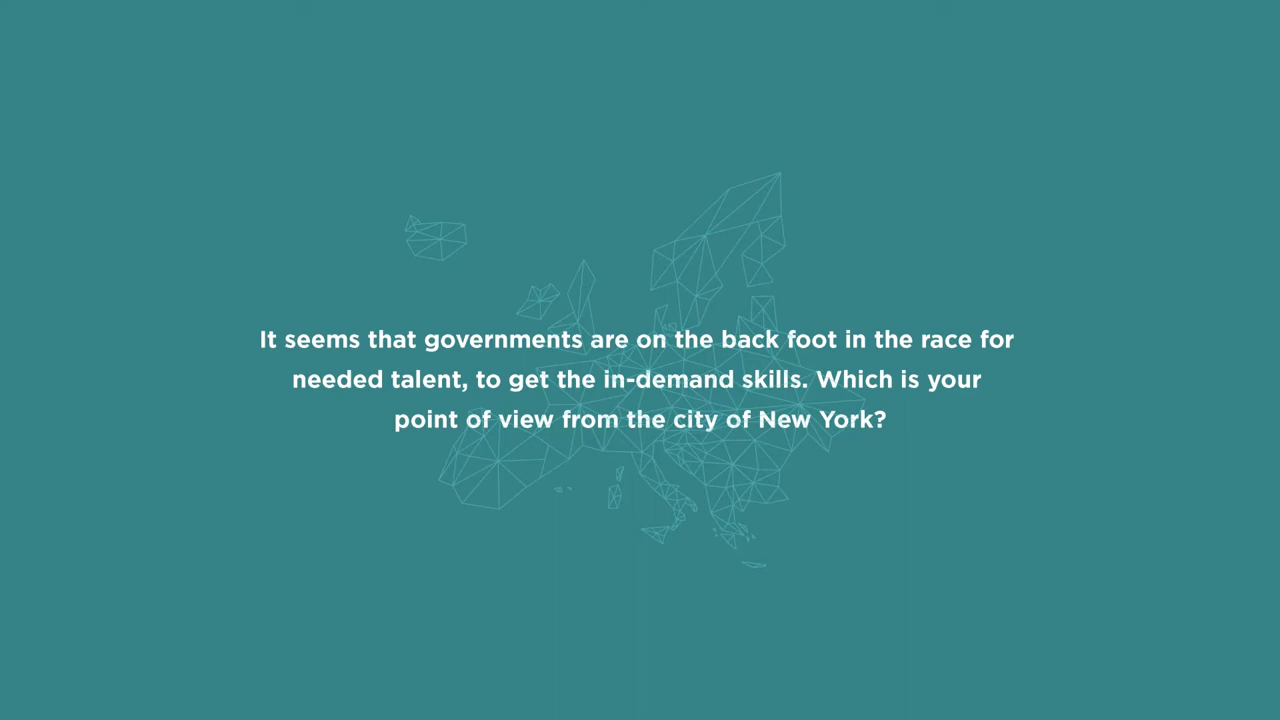 It seems that governments are on the back foot in the race for
needed talent, to get the in-demand skills. Which is your
point of view from the city of New York?